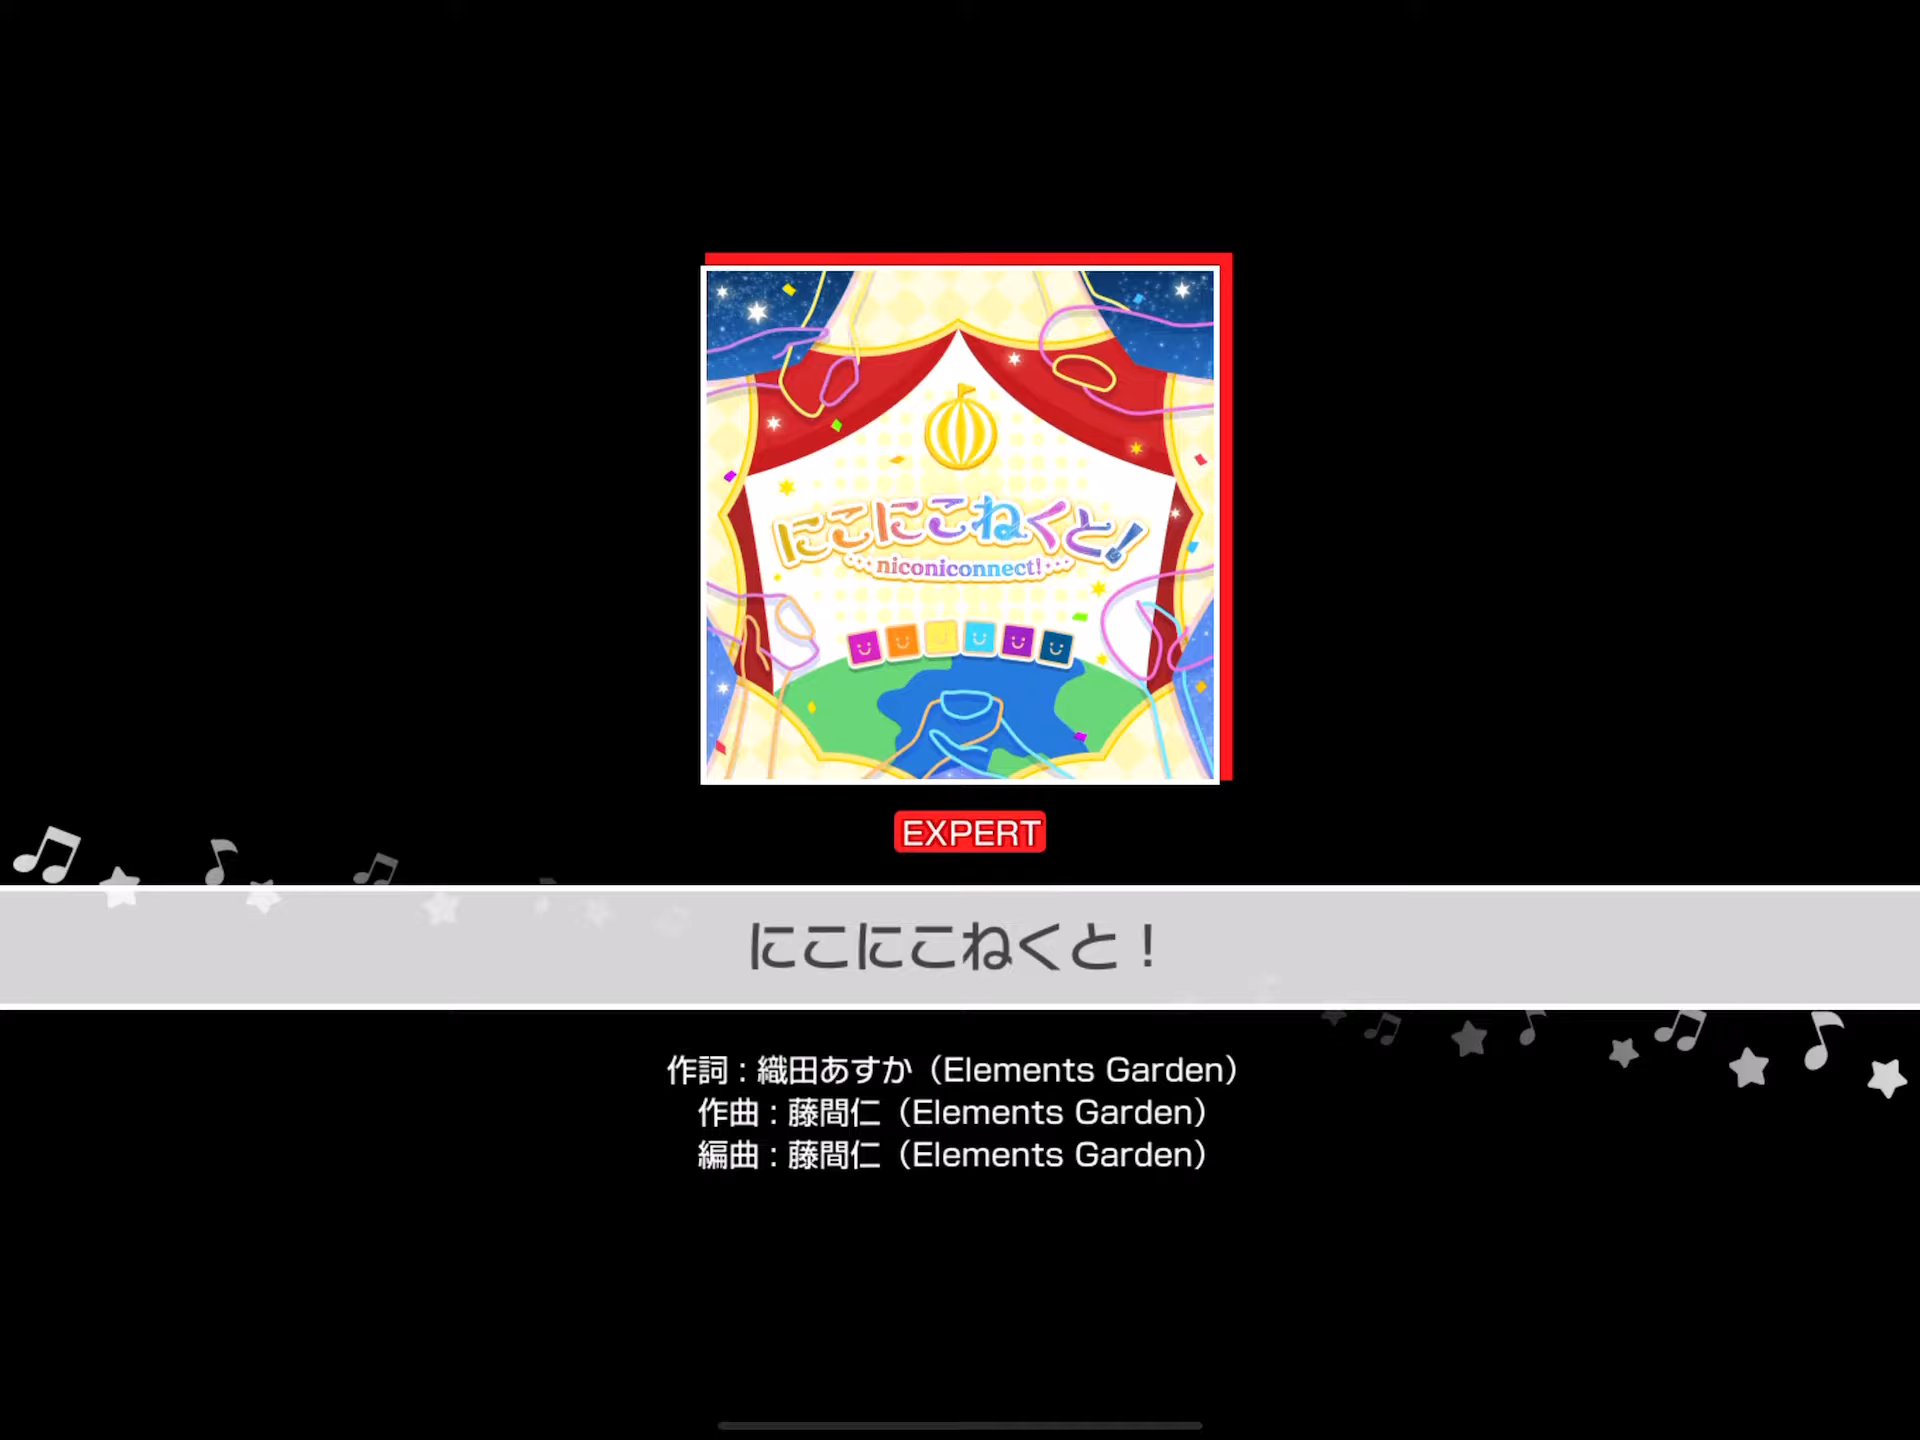 にこにこねくと!
niconiconnect!
EXPERT
にこにこねくと！
作詞：織田あすか（Elements Garden）
作曲：藤間仁（Elements Garden）
編曲：藤間仁（Elements Garden）